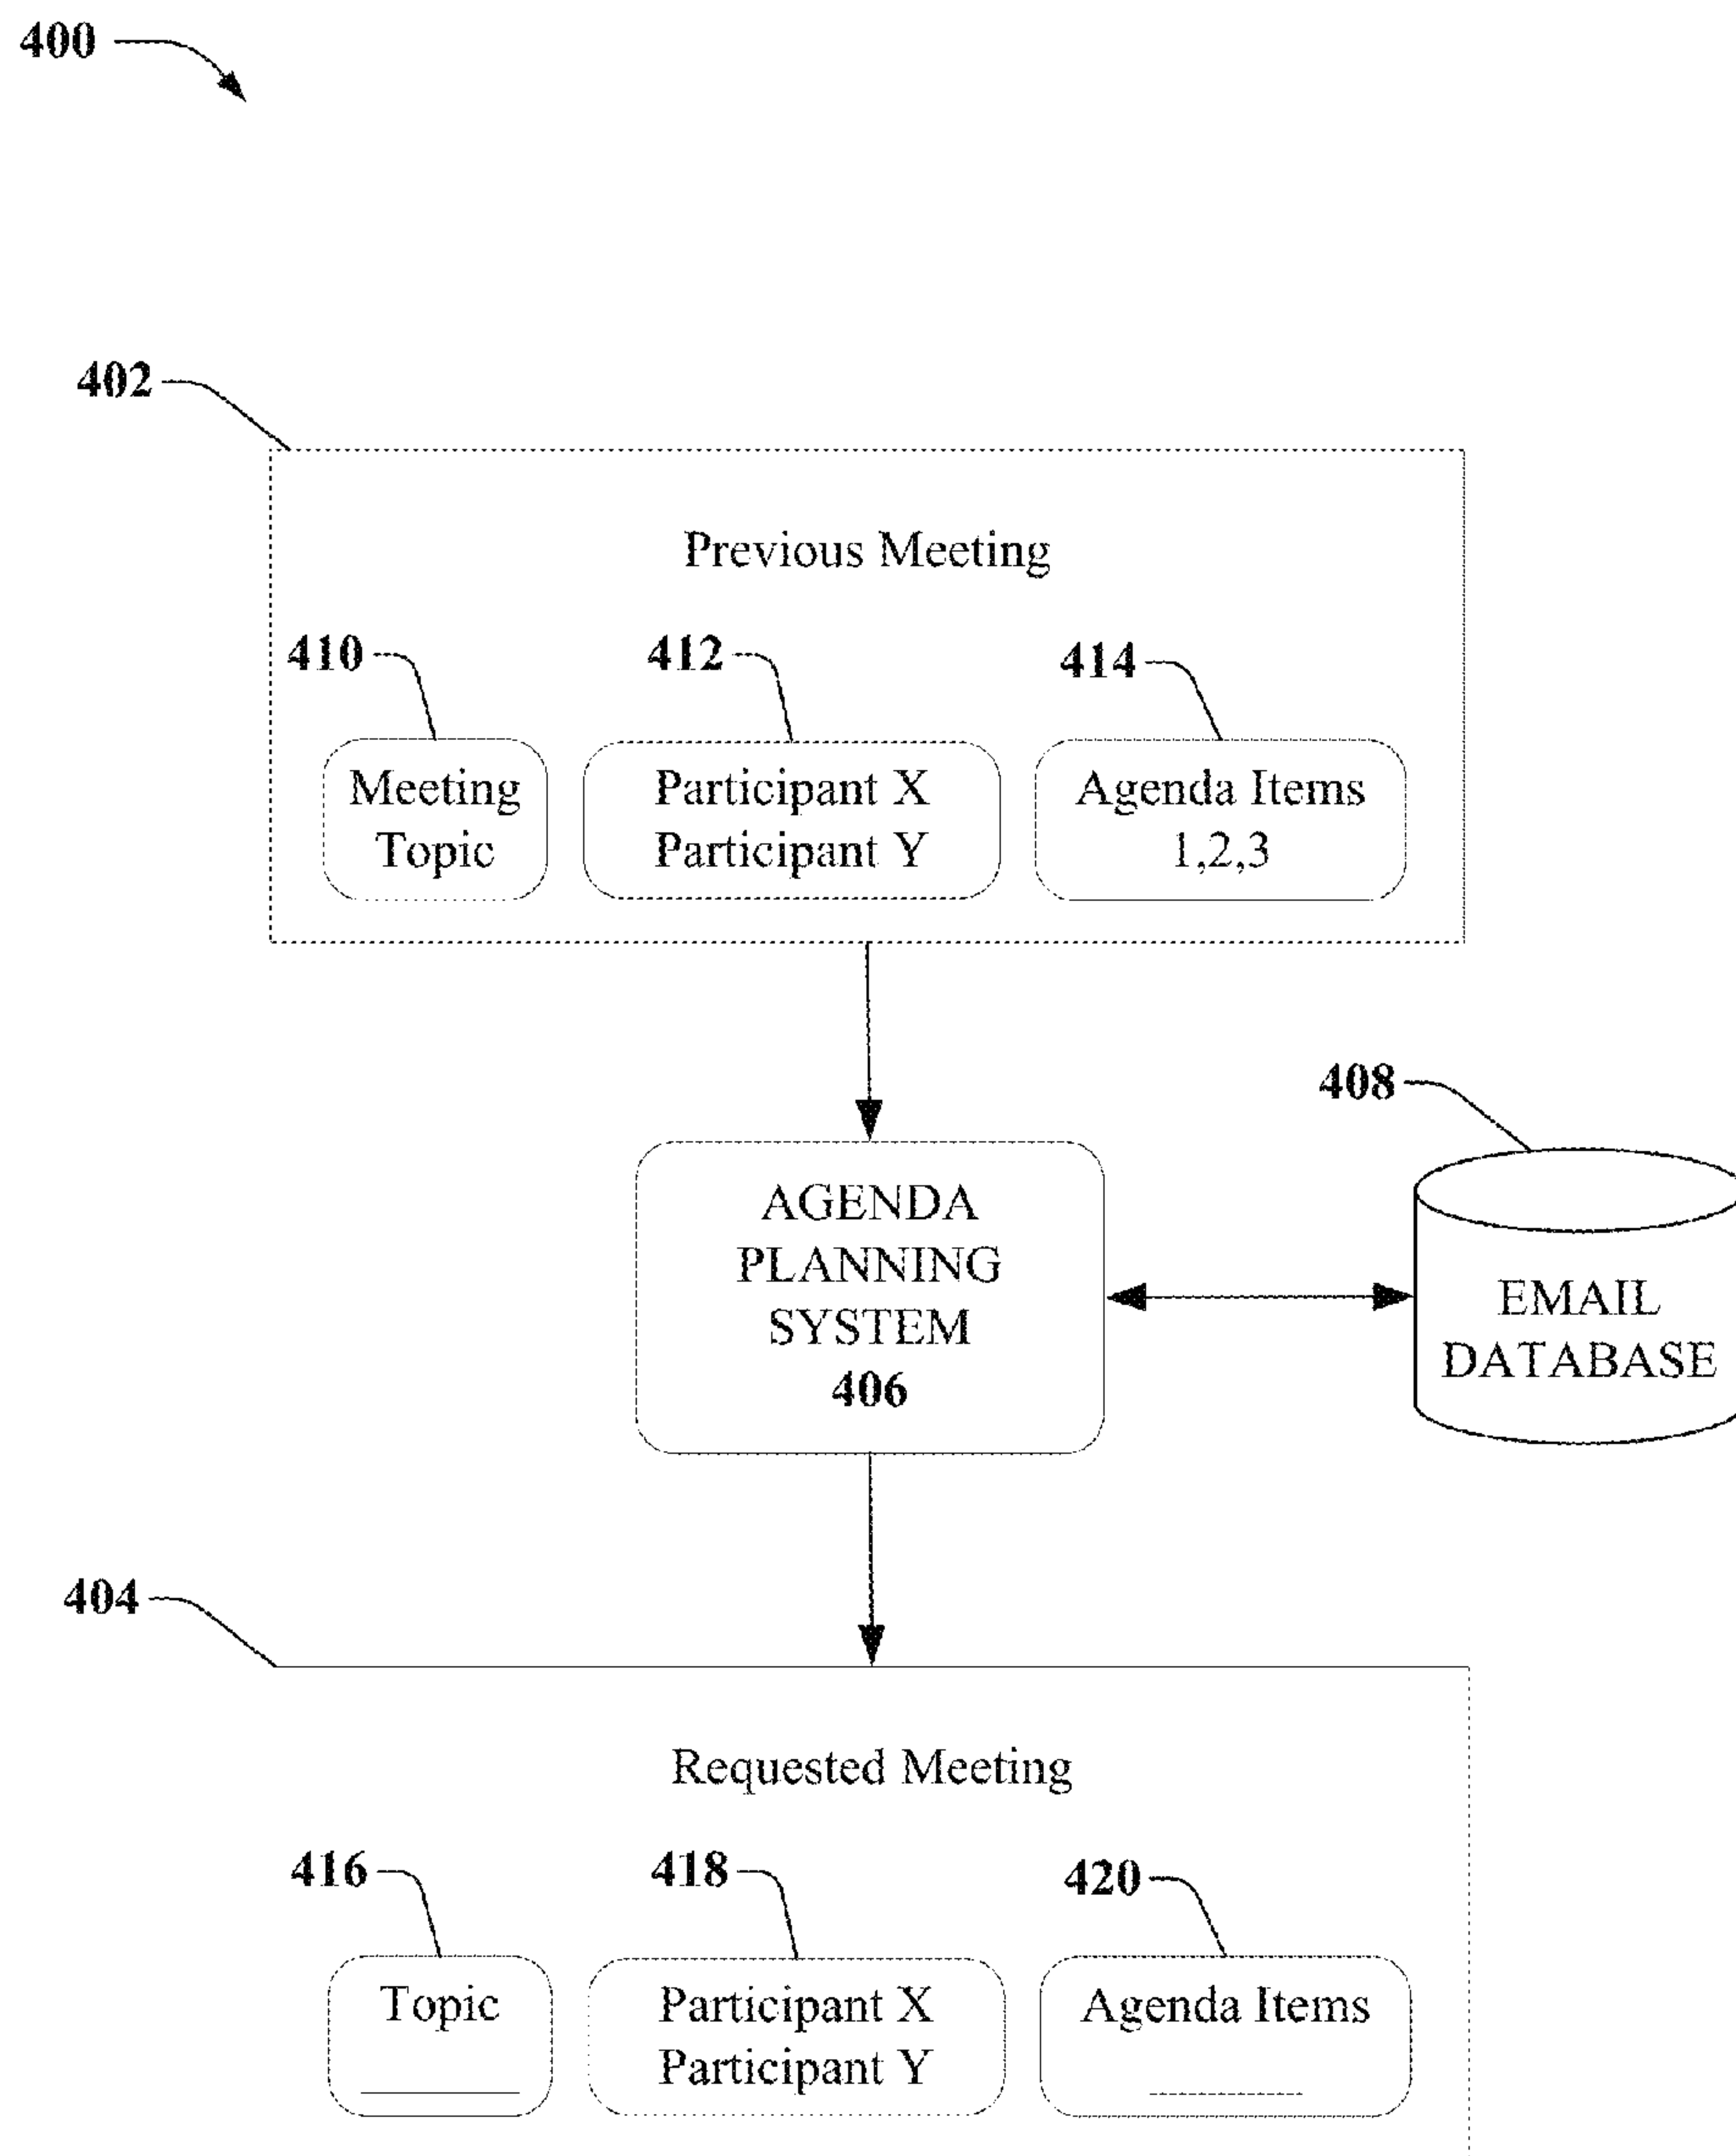 400
402
Previous Meeting
410
412
414
Meeting
Topic
Participant X
Participant Y
Agenda Items
1,2,3
408
AGENDA
PLANNING
SYSTEM
406
EMAIL
DATABASE
404
Requested Meeting
416
418
420
Topic
Participant X
Participant Y
Agenda Items